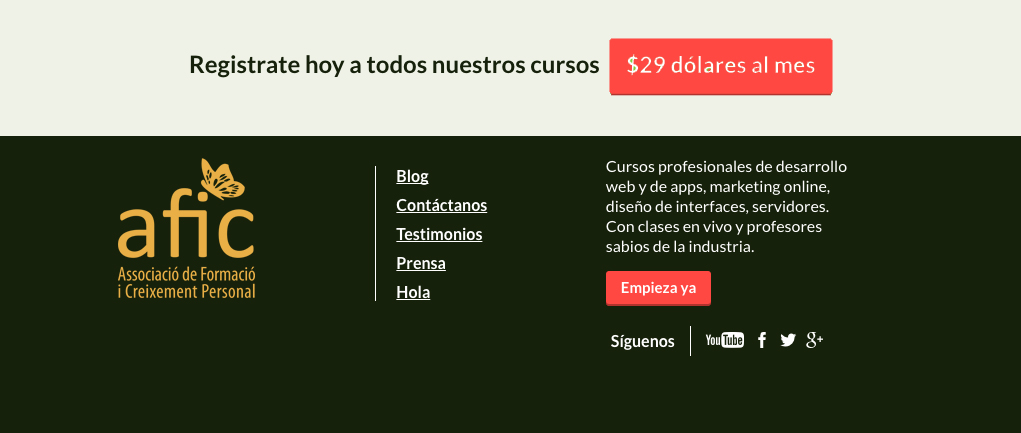 Registrate hoy a todos nuestros cursos
$29 dólares al mes
afic
Associació de Formació
i Creixement Personal
Blog
Contáctanos
Testimonios
Prensa
Hola
Cursos profesionales de desarrollo
web y de apps, marketing online,
diseño de interfaces, servidores.
Con clases en vivo y profesores
sabios de la industria.
Empieza ya
Síguenos
YouTube
f
g+